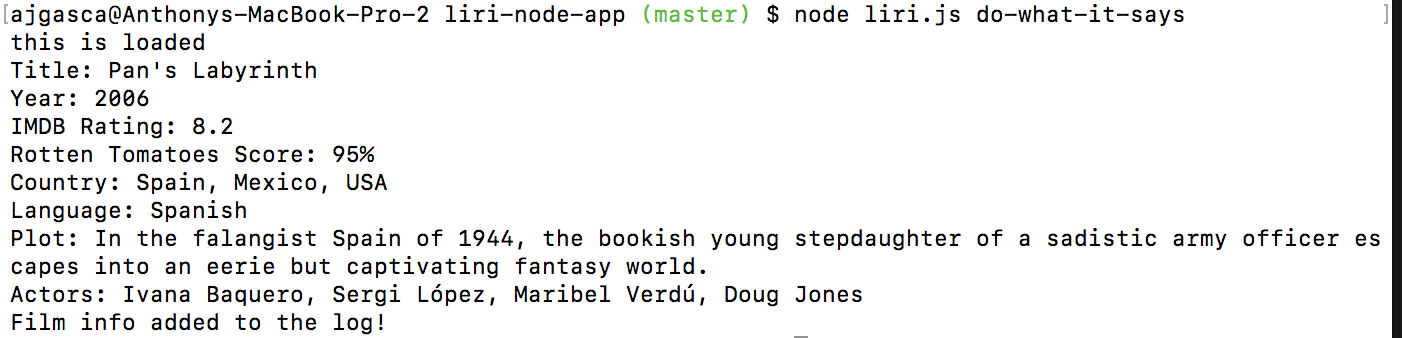 [ajgasca@Anthonys-MacBook-Pro-2 liri-node-app (master) $ node liri.js do-what-it-says ]
this is loaded
Title: Pan's Labyrinth
Year: 2006
IMDB Rating: 8.2
Rotten Tomatoes Score: 95%
Country: Spain, Mexico, USA
Language: Spanish
Plot: In the falangist Spain of 1944, the bookish young stepdaughter of a sadistic army officer es
capes into an eerie but captivating fantasy world.
Actors: Ivana Baquero, Sergi López, Maribel Verdú, Doug Jones
Film info added to the log!